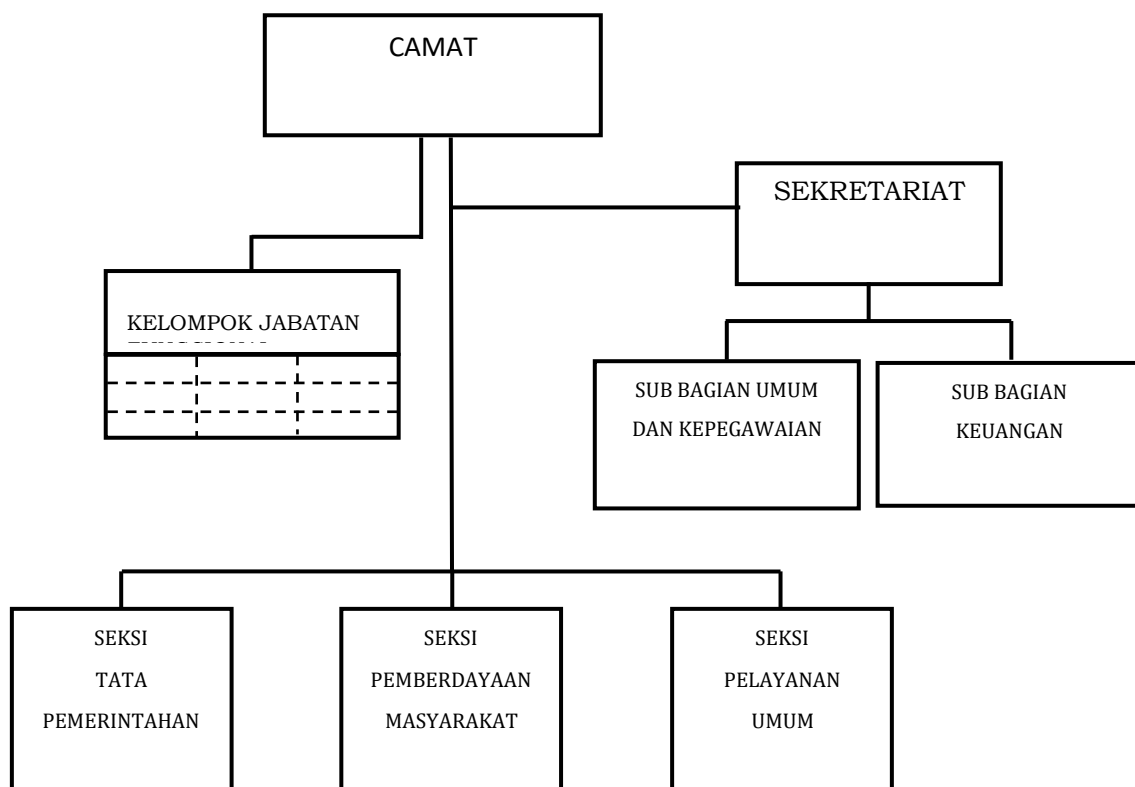 CAMAT
SEKRETARIAT
KELOMPOK JABATAN
SUB BAGIAN UMUM
DAN KEPEGAWAIAN
SUB BAGIAN
KEUANGAN
SEKSI
TATA
PEMERINTAHAN
SEKSI
PEMBERDAYAAN
MASYARAKAT
SEKSI
PELAYANAN
UMUM